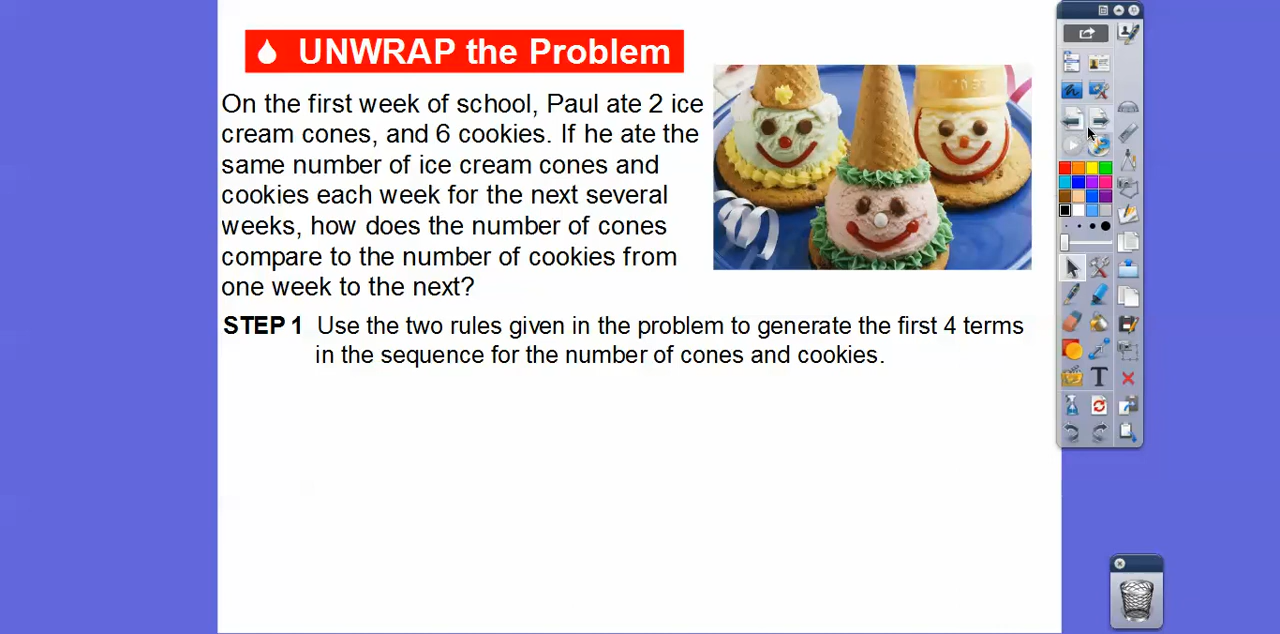 UNWRAP the Problem
On the first week of school, Paul ate 2 ice
cream cones, and 6 cookies. If he ate the
same number of ice cream cones and
cookies each week for the next several
weeks, how does the number of cones
compare to the number of cookies from
one week to the next?
STEP 1 Use the two rules given in the problem to generate the first 4 terms
in the sequence for the number of cones and cookies.
T